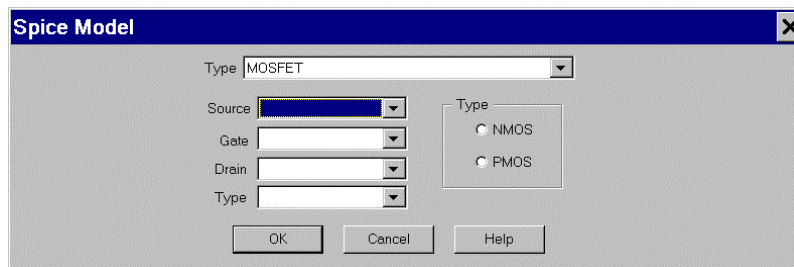 Spice Model
Type MOSFET
Source
Gate
Drain
Type
Type
NMOS
PMOS
OK Cancel Help